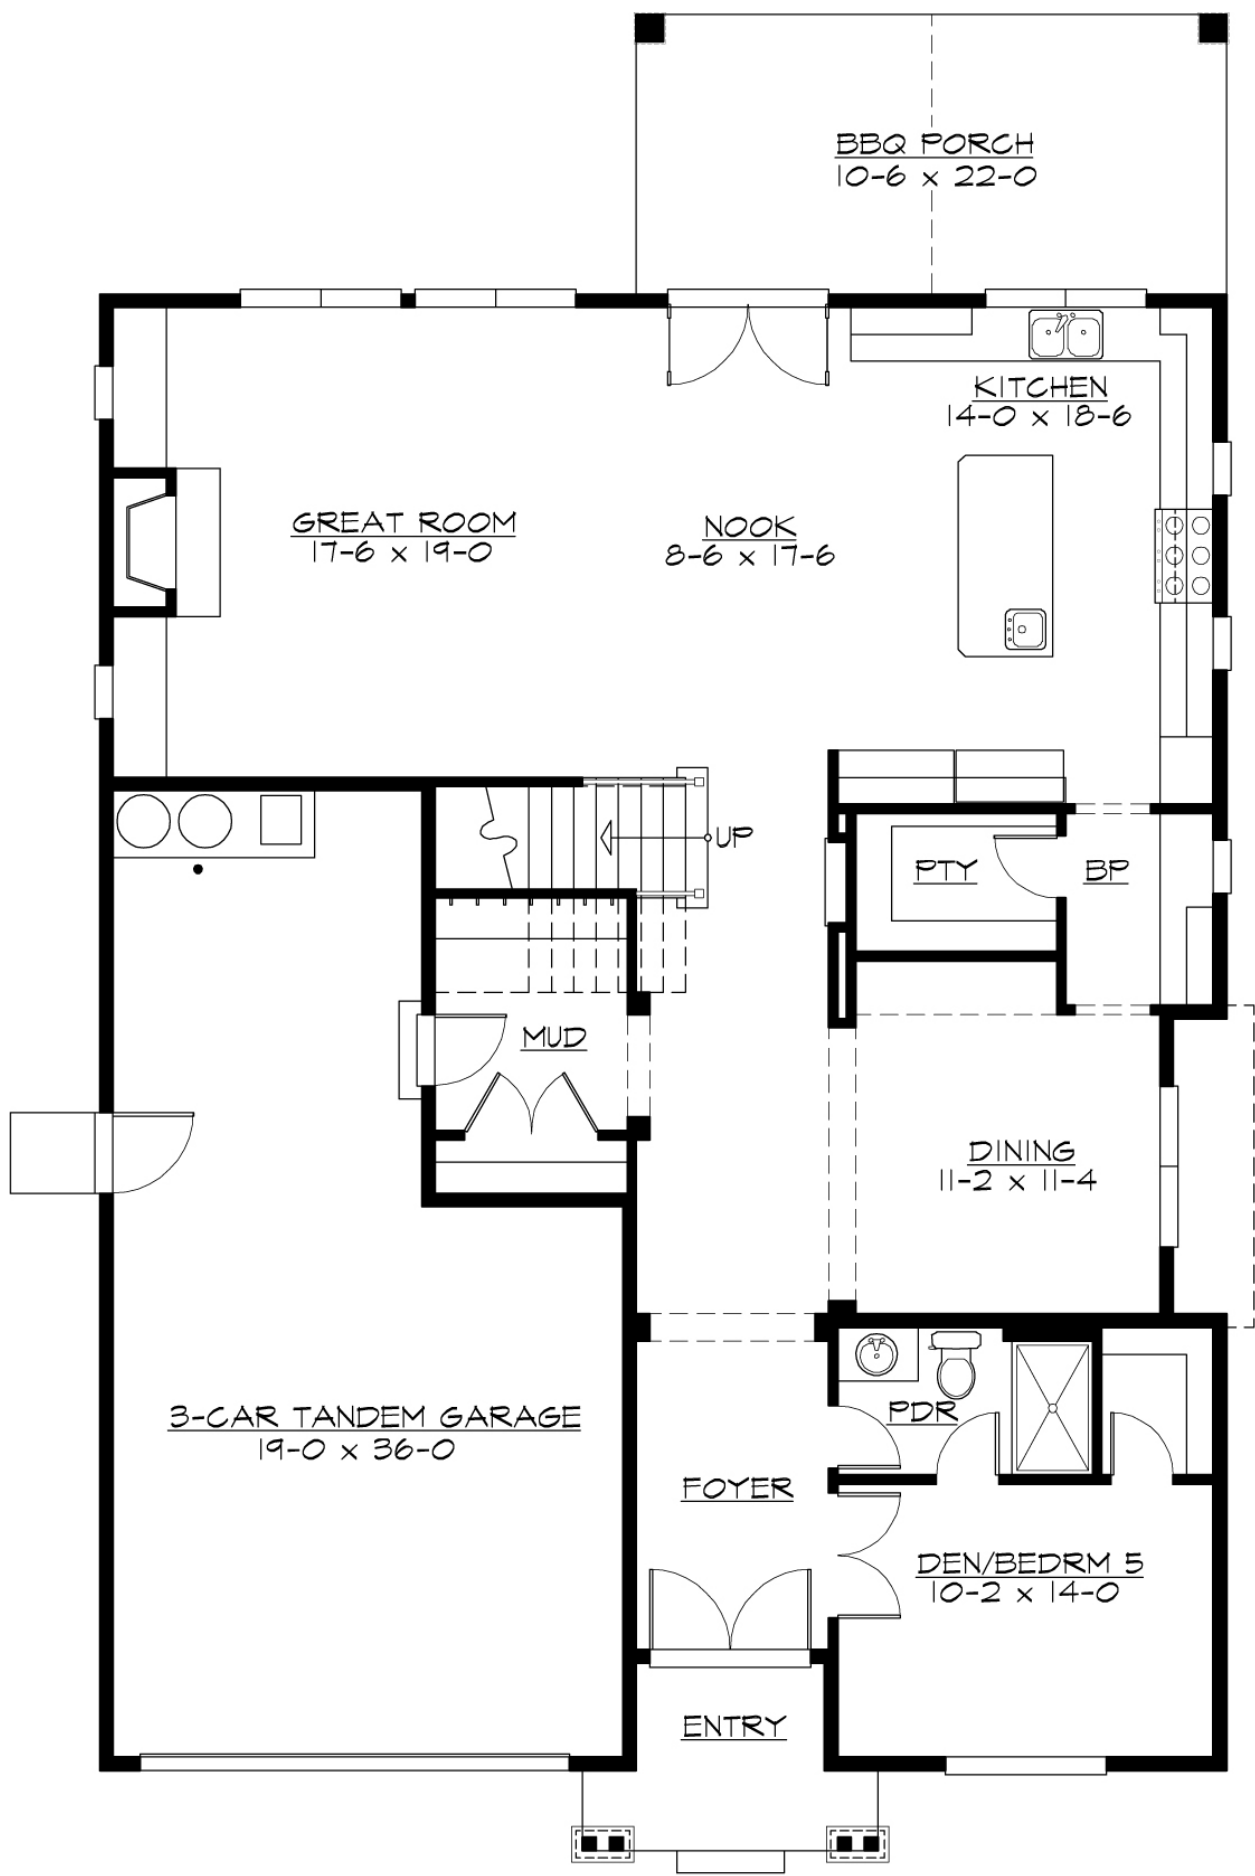 BBQ PORCH
10-6 x 22-0
KITCHEN
14-0 x 18-6
GREAT ROOM
17-6 x 19-0
NOOK
8-6 x 17-6
UP
PTY
BP
MUD
DINING
11-2 x 11-4
3-CAR TANDEM GARAGE
19-0 x 36-0
PDR
FOYER
DEN/BEDRM 5
10-2 x 14-0
ENTRY